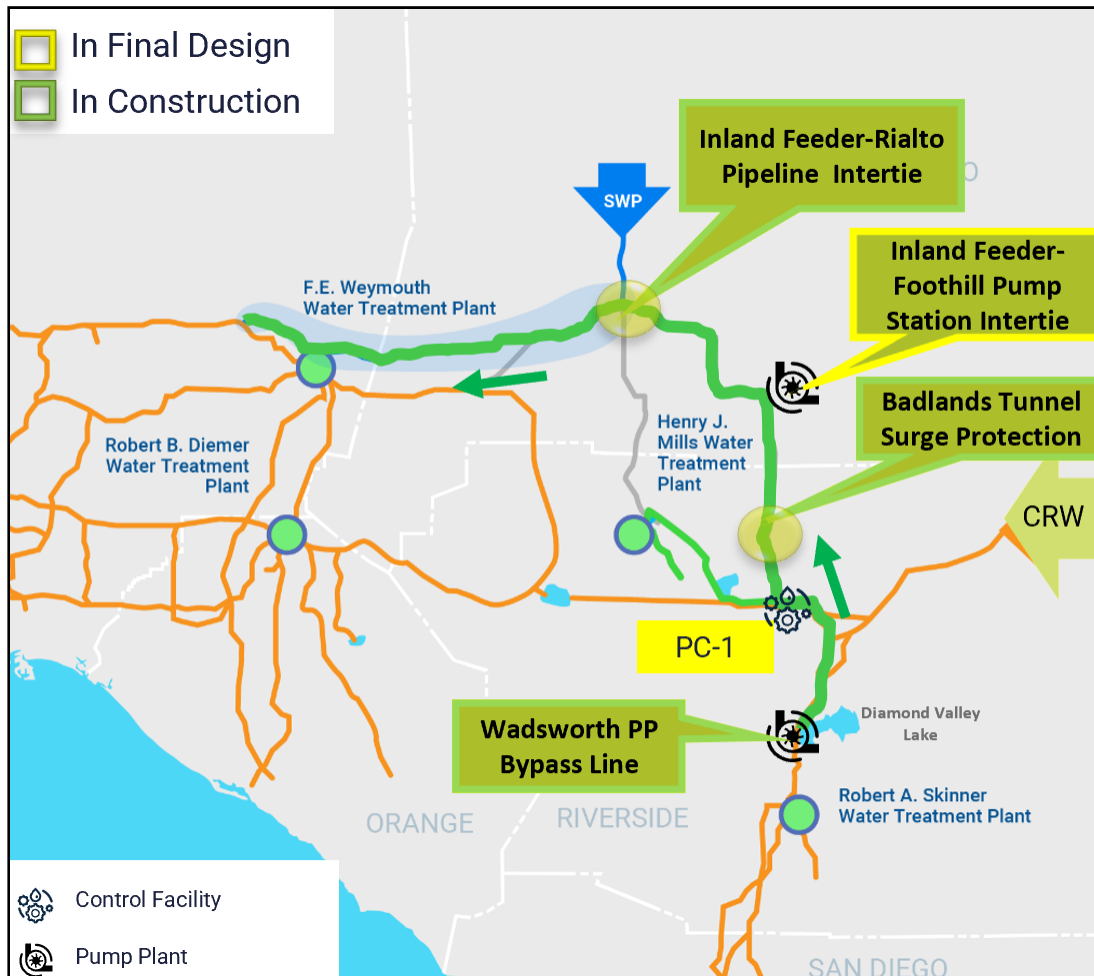 In Final Design
In Construction
Inland Feeder-Rialto
Pipeline Intertie
O
SWP
Inland Feeder-
Foothill Pump
Station Intertie
F.E. Weymouth
Water Treatment Plant
Badlands Tunnel
Surge Protection
Henry J.
Mills Water
Treatment
Plant
Robert B. Diemer
Water Treatment
Plant
CRW
PC-1
Diamond Valley
Lake
Wadsworth PP
Bypass Line
Robert A. Skinner
Water Treatment Plant
ORANGE
RIVERSIDE
Control Facility
Pump Plant
SAN DIEGO